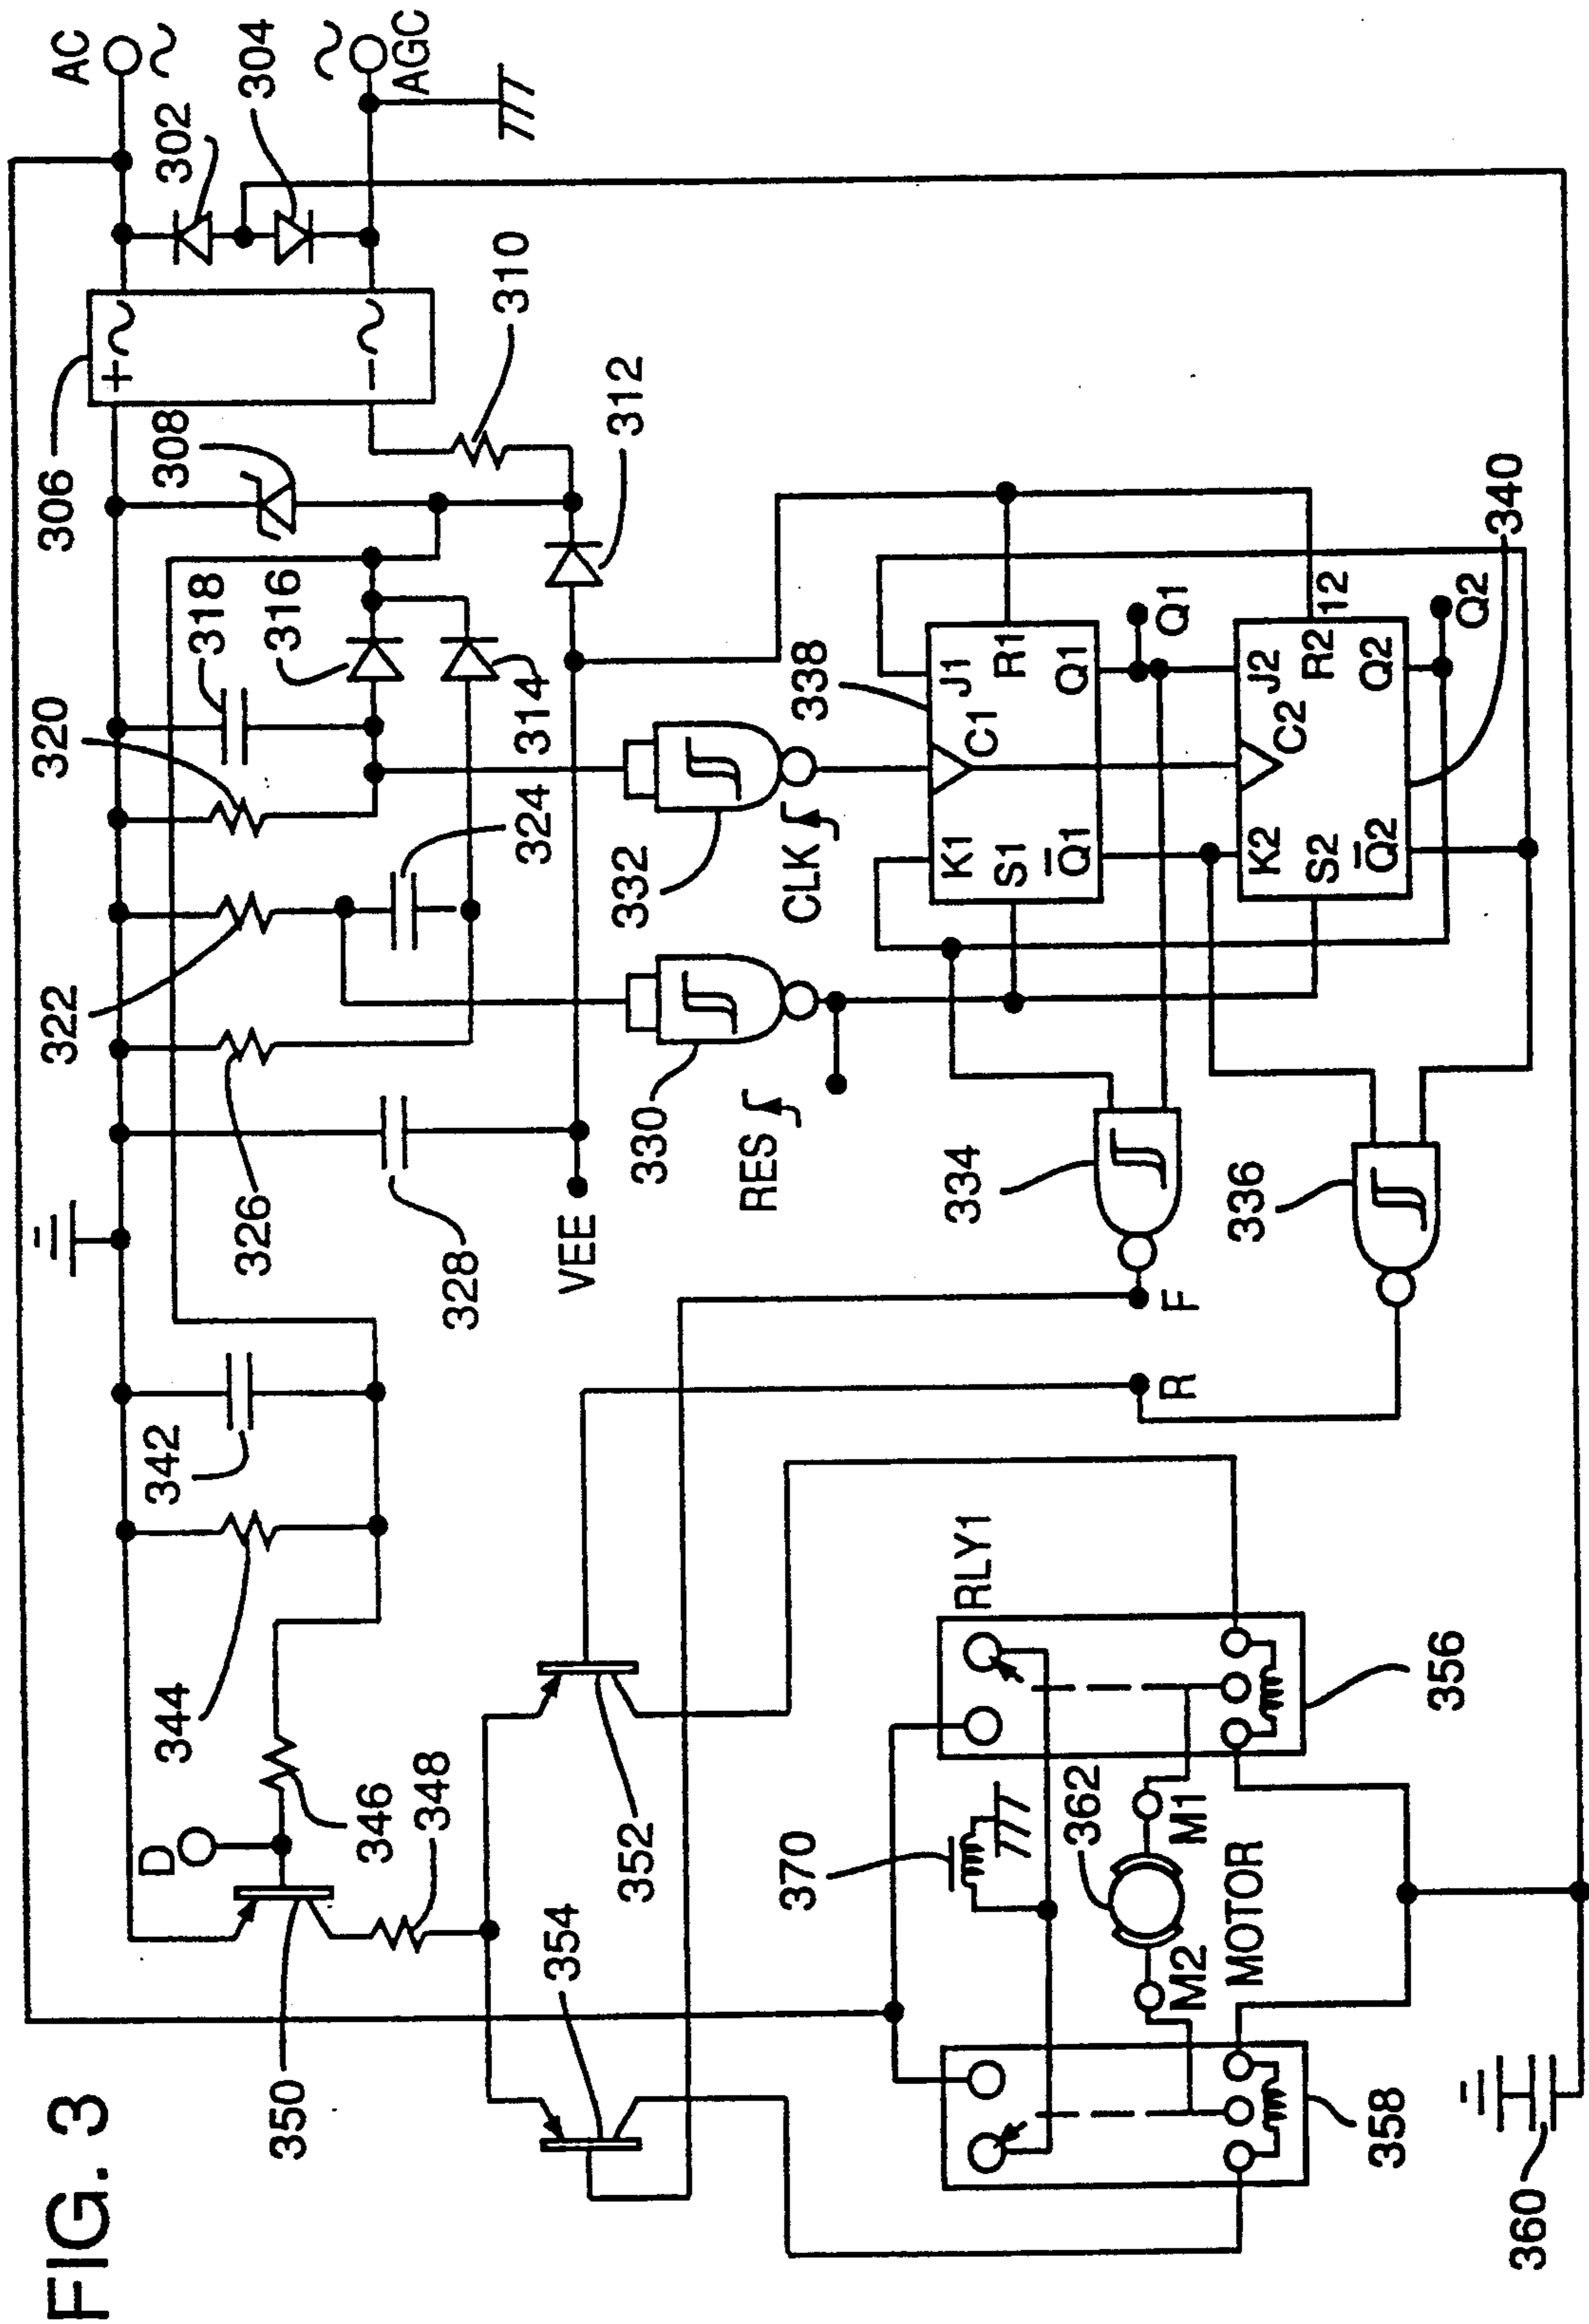 FIG. 3
AC
AGC
302
304
306
308
310
312
314
316
318
320
322
324
326
328
VEE
330
332
RES
CLK
338
J1
C1
K1
R1
S1
Q1
Q̅1
Q1
340
J2
C2
K2
R2
12
S2
Q2
Q̅2
Q2
334
336
F
R
342
344
346
348
D
350
352
354
RLY1
356
358
360
362
370
M1
M2
MOTOR